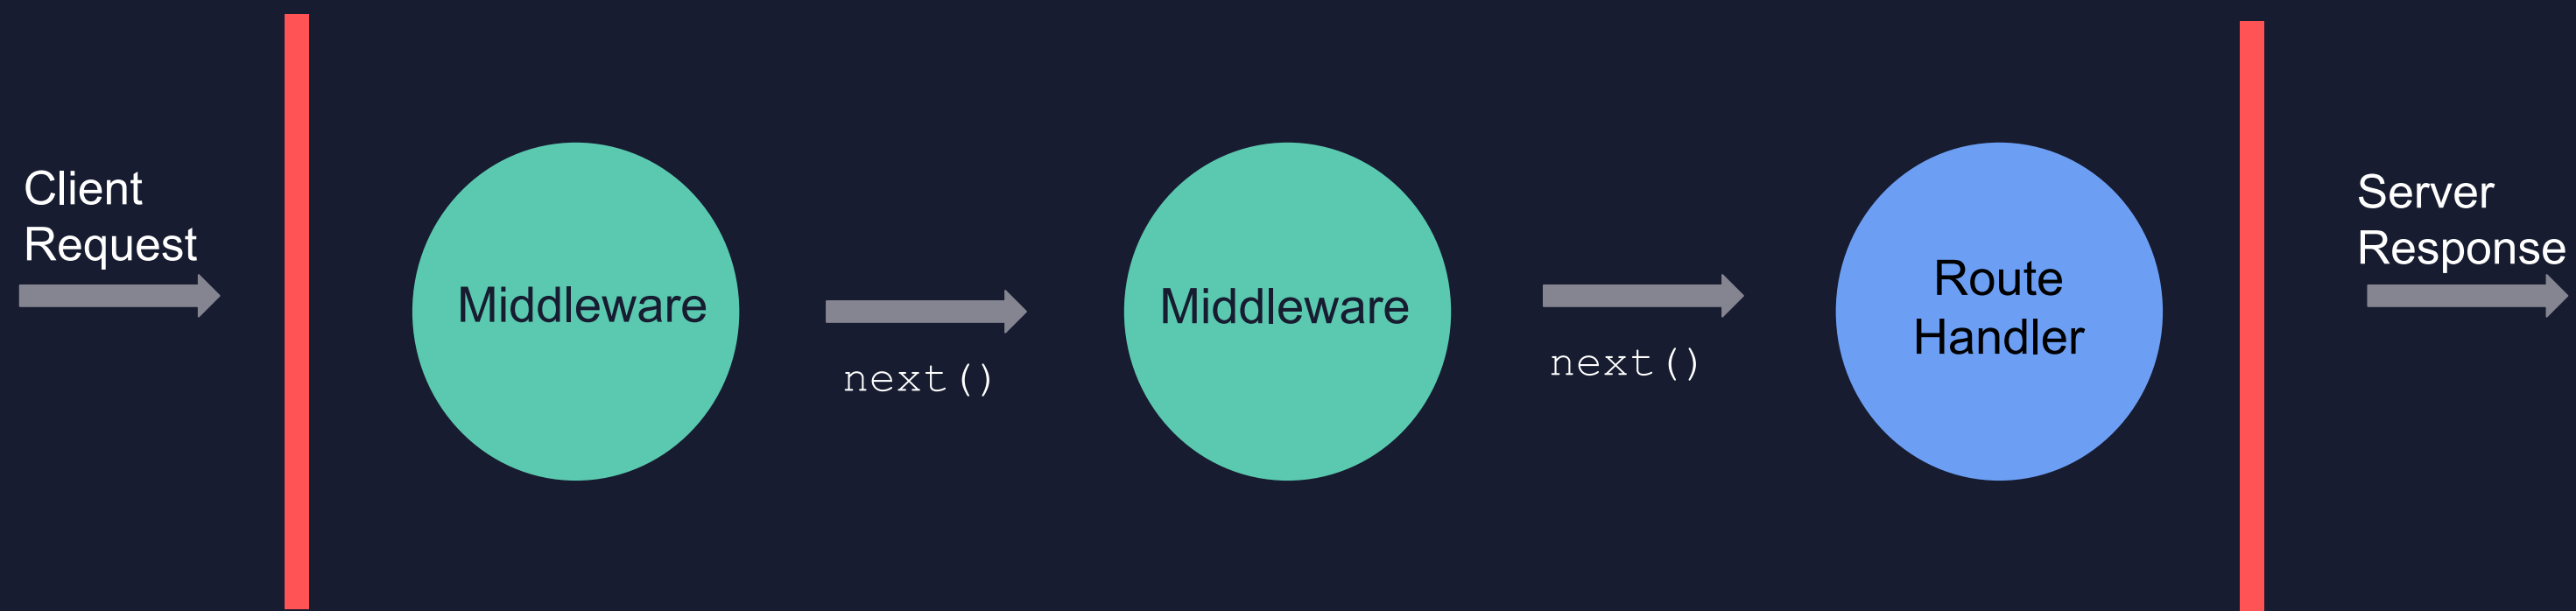 Client
Request
Middleware
next()
Middleware
next()
Route
Handler
Server
Response